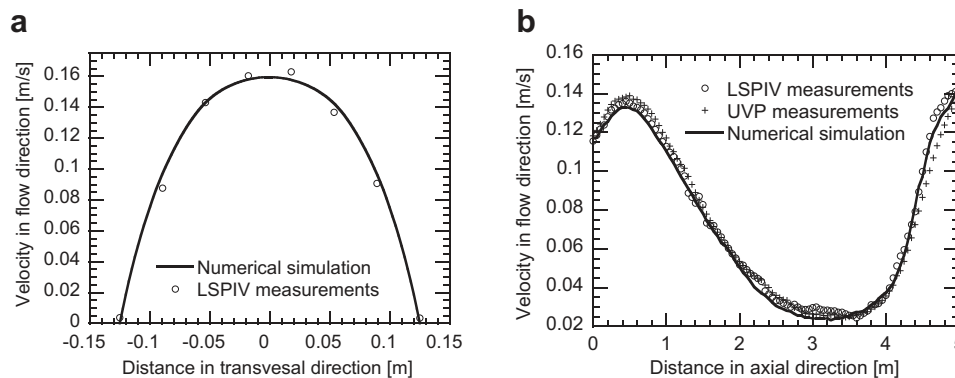 a
Velocity in flow direction [m/s]
0.16
0.14
0.12
0.1
0.08
0.06
0.04
0.02
0
-0.15
-0.1
-0.05
0
0.05
0.1
0.15
Numerical simulation
LSPIV measurements
Distance in transvesal direction [m]
b
Velocity in flow direction [m/s]
0.16
0.14
0.12
0.1
0.08
0.06
0.04
0.02
0
1
2
3
4
5
LSPIV measurements
UVP measurements
Numerical simulation
Distance in axial direction [m]